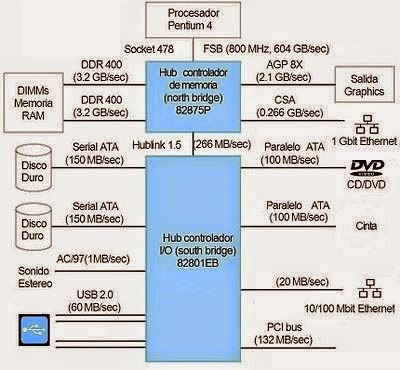 Procesador
Pentium 4
Socket 478
FSB (800 MHz, 604 GB/sec)
DDR 400
(3.2 GB/sec)
Hub controlador
de memoria
(north bridge)
82875P
AGP 8X
(2.1 GB/sec)
Salida
Graphics
DIMMs
Memoria
RAM
DDR 400
(3.2 GB/sec)
CSA
(0.266 GB/sec)
1 Gbit Ethernet
Hublink 1.5
(266 MB/sec)
Disco
Duro
Serial ATA
(150 MB/sec)
Paralelo ATA
(100 MB/sec)
DVD
CD/DVD
Disco
Duro
Serial ATA
(150 MB/sec)
Hub controlador
I/O (south bridge)
82801EB
Paralelo ATA
(100 MB/sec)
Cinta
Sonido
Estereo
AC/97(1MB/sec)
(20 MB/sec)
10/100 Mbit Ethernet
USB 2.0
(60 MB/sec)
PCI bus
(132 MB/sec)